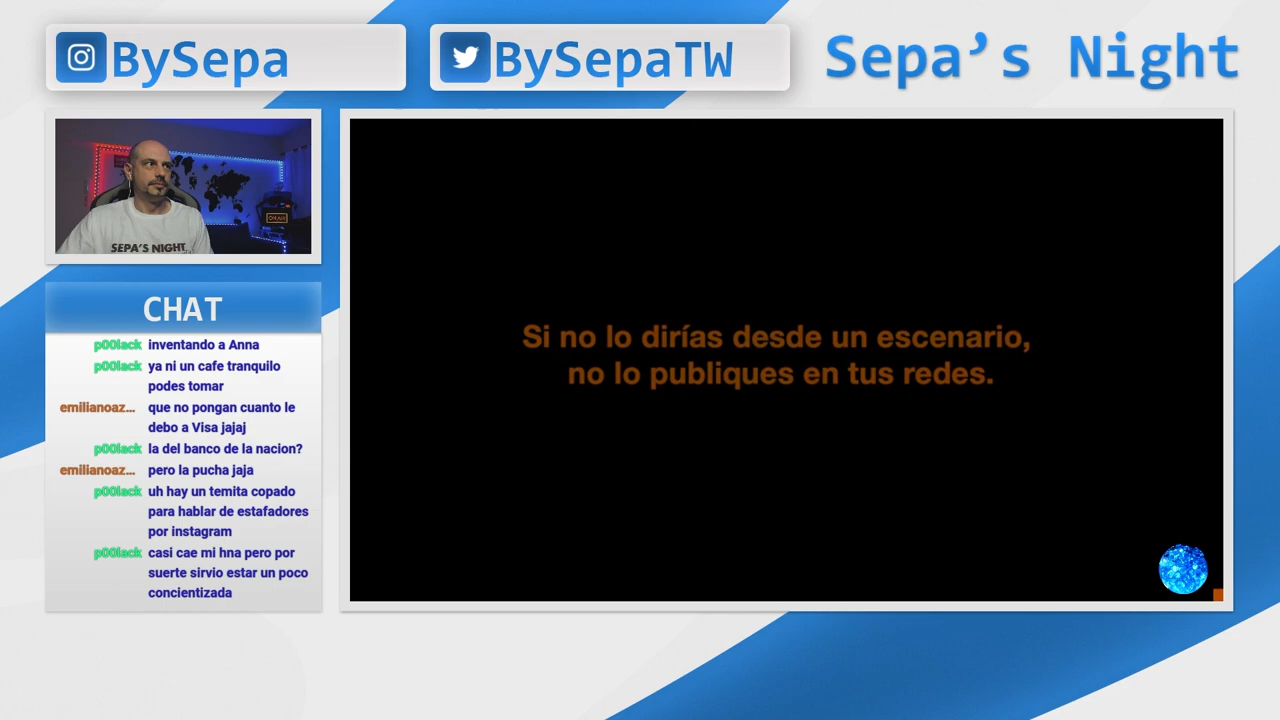 BySepa
BySepaTW
Sepa’s Night
SEPA’S NIGHT
ON AIR
CHAT
p00lack inventando a Anna
p00lack ya ni un cafe tranquilo
podes tomar
emilianoaz... que no pongan cuanto le
debo a Visa jajaj
p00lack la del banco de la nacion?
emilianoaz... pero la pucha jaja
p00lack uh hay un temita copado
para hablar de estafadores
por instagram
p00lack casi cae mi hna pero por
suerte sirvio estar un poco
concientizada
Si no lo dirías desde un escenario,
no lo publiques en tus redes.